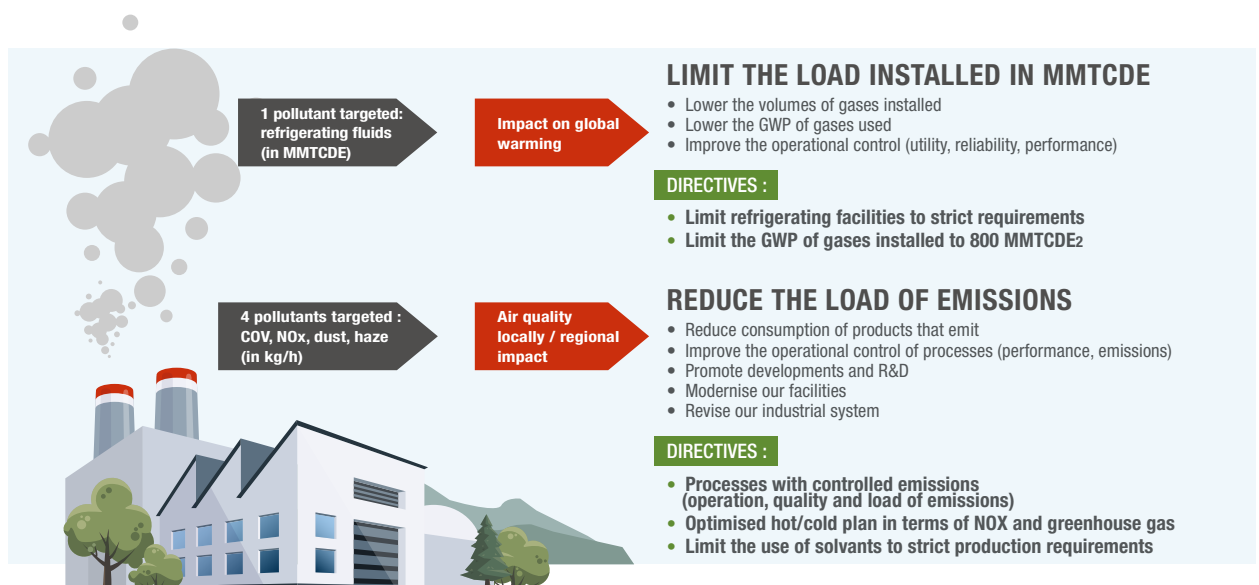 1 pollutant targeted:
refrigerating fluids
(in MMTCDE)
Impact on global
warming
LIMIT THE LOAD INSTALLED IN MMTCDE
• Lower the volumes of gases installed
• Lower the GWP of gases used
• Improve the operational control (utility, reliability, performance)
DIRECTIVES :
• Limit refrigerating facilities to strict requirements
• Limit the GWP of gases installed to 800 MMTCDE2
4 pollutants targeted :
COV, NOx, dust, haze
(in kg/h)
Air quality
locally / regional
impact
REDUCE THE LOAD OF EMISSIONS
• Reduce consumption of products that emit
• Improve the operational control of processes (performance, emissions)
• Promote developments and R&D
• Modernise our facilities
• Revise our industrial system
DIRECTIVES :
• Processes with controlled emissions
(operation, quality and load of emissions)
• Optimised hot/cold plan in terms of NOX and greenhouse gas
• Limit the use of solvants to strict production requirements